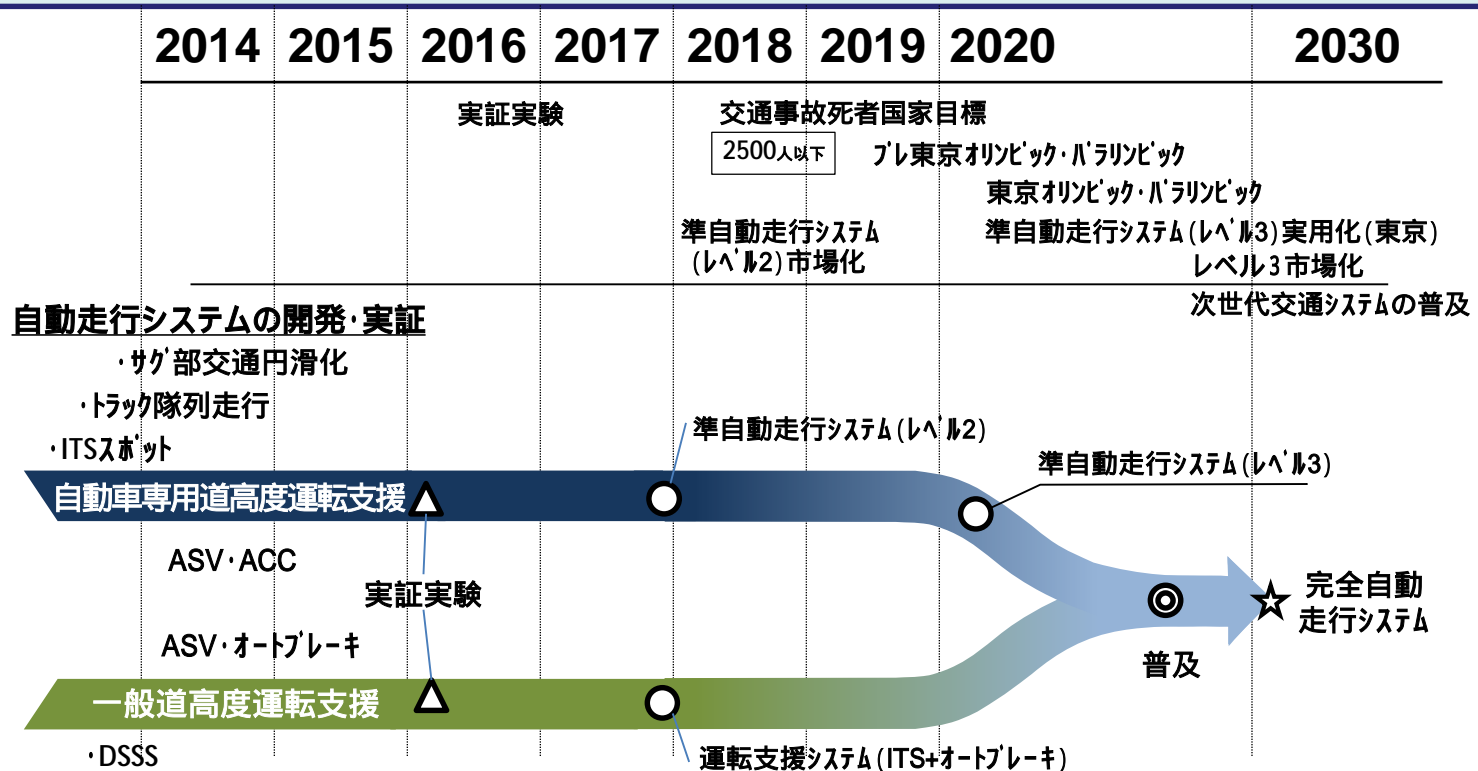 2014 2015 2016 2017 2018 2019 2020 2030
実証実験
交通事故死者国家目標
2500人以下
プレ東京オリンピック・パラリンピック
東京オリンピック・パラリンピック
準自動走行システム
(レベル2)市場化
準自動走行システム(レベル3)実用化(東京)
レベル3市場化
次世代交通システムの普及
自動走行システムの開発・実証
・サグ部交通円滑化
・トラック隊列走行
・ITSスポット
準自動走行システム(レベル2)
準自動走行システム(レベル3)
自動車専用道高度運転支援
ASV・ACC
実証実験
完全自動
走行システム
ASV・オートブレーキ
普及
一般道高度運転支援
・DSSS
運転支援システム(ITS+オートブレーキ)